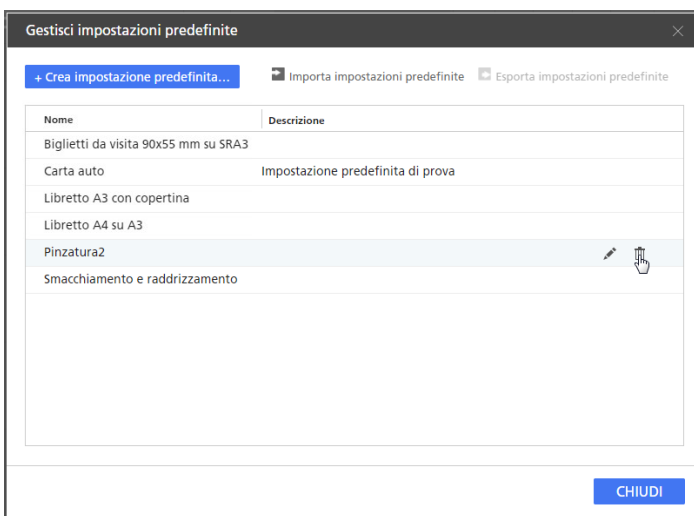 Gestisci impostazioni predefinite
+ Crea impostazione predefinita... Importa impostazioni predefinite Esporta impostazioni predefinite
Nome Descrizione
Biglietti da visita 90x55 mm su SRA3
Carta auto Impostazione predefinita di prova
Libretto A3 con copertina
Libretto A4 su A3
Pinzatura2
Smacchiamento e raddrizzamento
CHIUDI